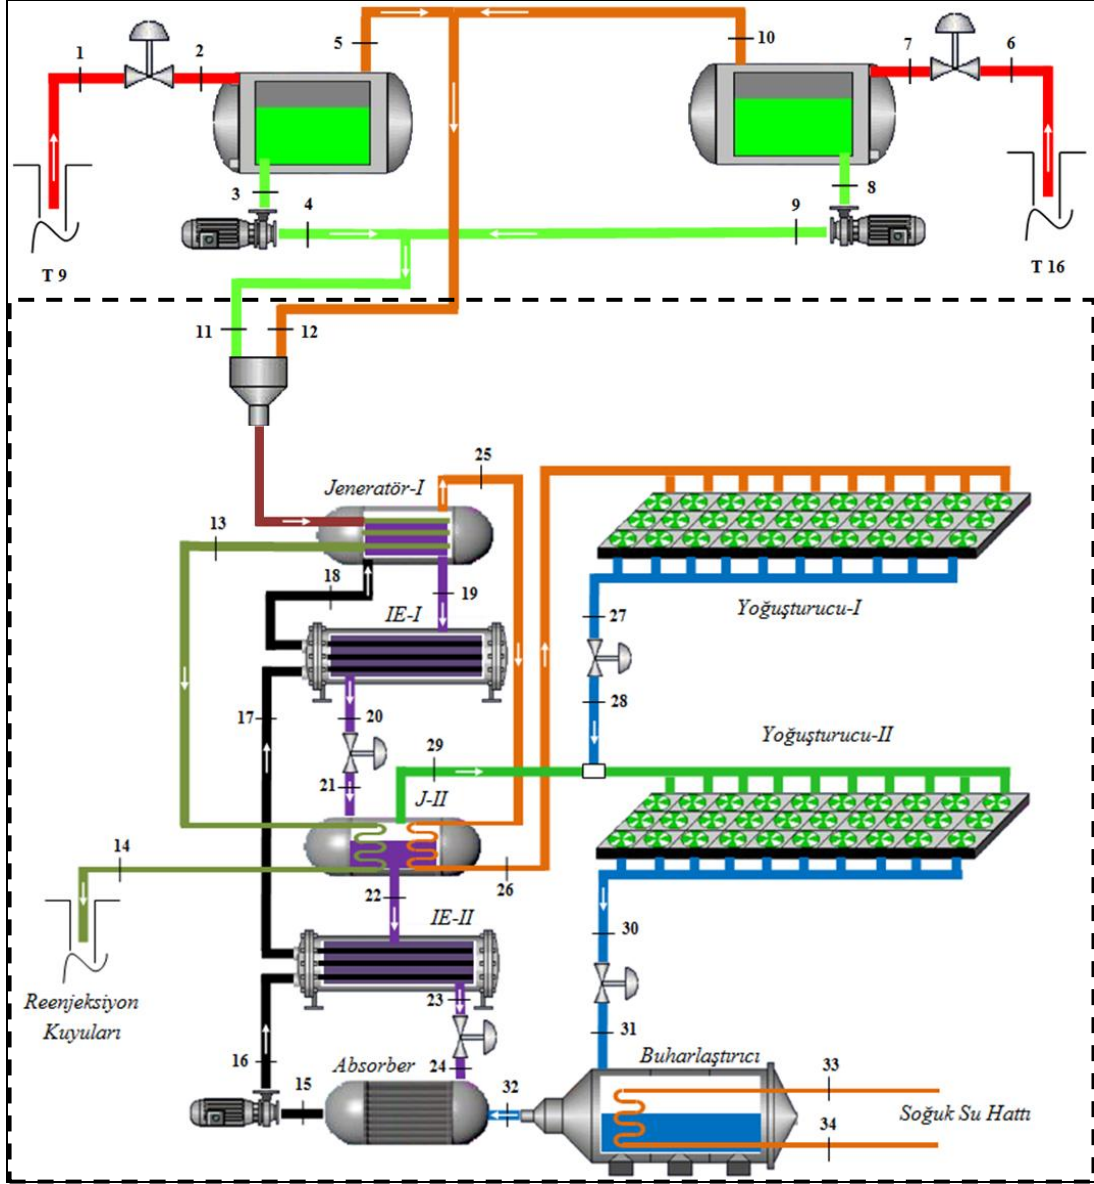 1
2
5
10
7
6
3
4
9
8
T 9
T 16
11
12
25
Jeneratör-I
13
18
19
IE-I
Yoğuşturucu-I
27
17
20
28
29
Yoğuşturucu-II
21
J-II
14
22
26
IE-II
30
23
Reenjeksiyon
Kuyuları
31
16
24
Absorber
Buharlaştırıcı
15
32
33
Soğuk Su Hattı
34